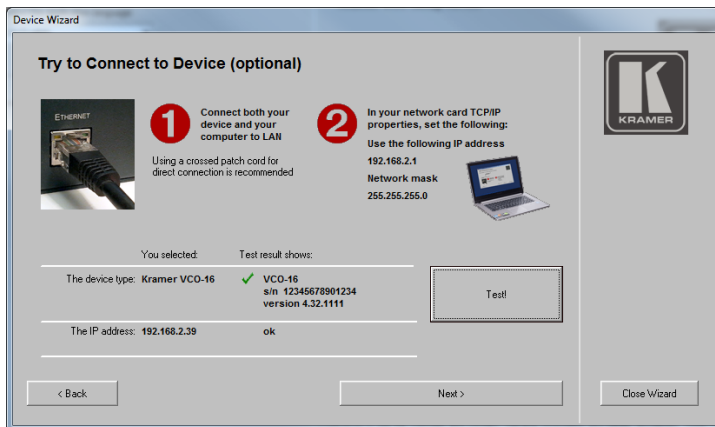 Device Wizard
Try to Connect to Device (optional)
ETHERNET
1
Connect both your
device and your
computer to LAN
Using a crossed patch cord for
direct connection is recommended
2
In your network card TCP/IP
properties, set the following:
Use the following IP address
192.168.2.1
Network mask
255.255.255.0
KRAMER
You selected: Test result shows:
The device type: Kramer VCO-16 VCO-16
s/n 12345678901234
version 4.32.1111
Test!
The IP address: 192.168.2.39 ok
< Back
Next >
Close Wizard